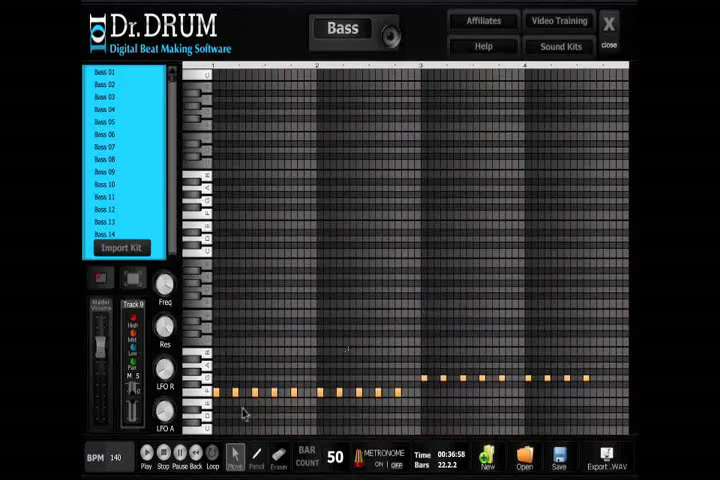 Dr.DRUM
Digital Beat Making Software
Bass
Affiliates
Video Training
Help
Sound Kits
X
close
Bass 01
Bass 02
Bass 03
Bass 04
Bass 05
Bass 06
Bass 07
Bass 08
Bass 09
Bass 10
Bass 11
Bass 12
Bass 13
Bass 14
Import Kit
1 2 3 4
Freq
Res
LFO R
LFO A
Master
Volume
Track 9
High
Mid
Low
Pan
M S
BPM 140
Play Stop Pause Back Loop
Move Pencil Eraser
BAR
COUNT 50
METRONOME
ON | OFF
Time 00:36:58
Bars 22.2.2
New Open Save Export .WAV